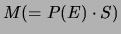 M(= P(E) · S)